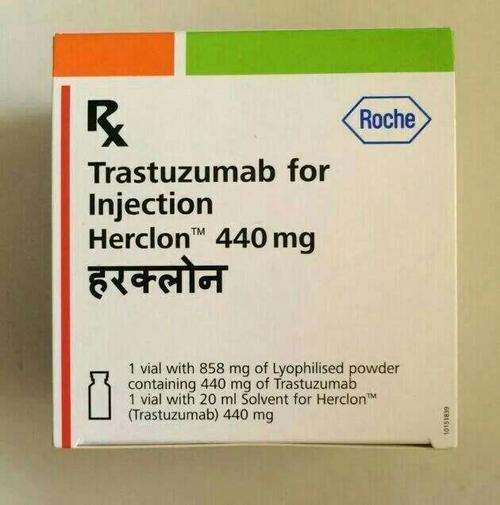 Rx
Roche
Trastuzumab for
Injection
Herclon™ 440 mg
हरक्लोन
1 vial with 858 mg of Lyophilised powder
containing 440 mg of Trastuzumab
1 vial with 20 ml Solvent for Herclon™
(Trastuzumab) 440 mg
10151839